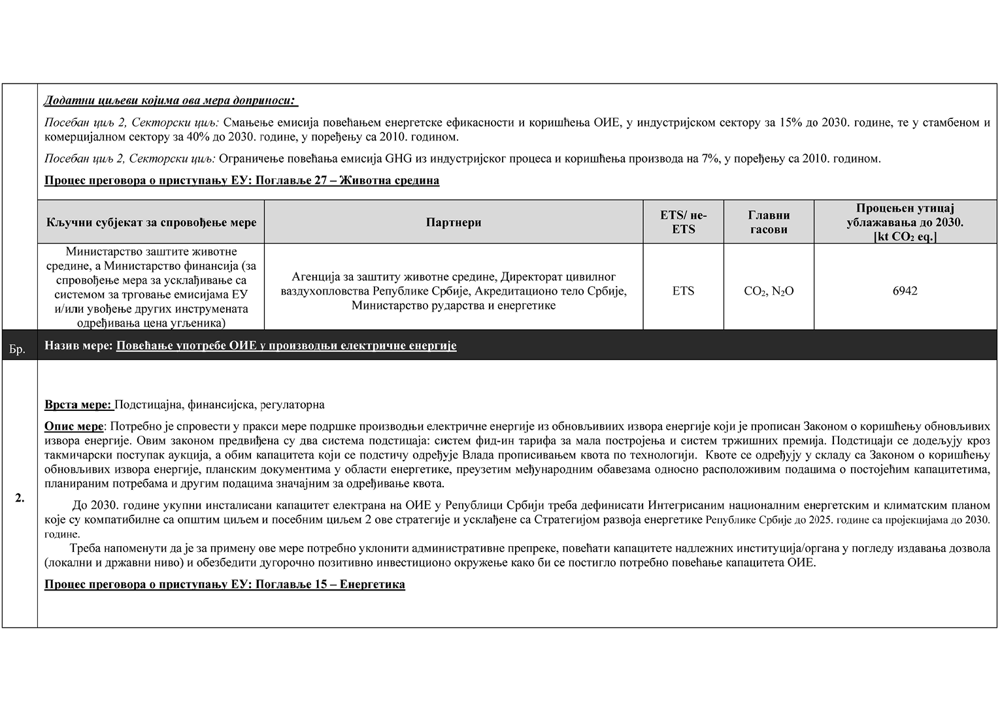 Додатни циљеви којима ова мера доприноси:
Посебан циљ 2, Секторски циљ: Смањење емисија повећањем енергетске ефикасности и коришћења ОИЕ, у индустријском сектору за 15% до 2030. године, те у стамбеном и
комерцијалном сектору за 40% до 2030. године, у поређењу са 2010. годином.
Посебан циљ 2, Секторски циљ: Ограничење повећања емисија GHG из индустријског процеса и коришћења производа на 7%, у поређењу са 2010. годином.
Процес преговора о приступању ЕУ: Поглавље 27 – Животна средина
Кључни субјекат за спровођење мере
Партнери
ETS/ не-
ETS
Главни
гасови
Процењен утицај
ублажавања до 2030.
[kt CO₂ eq.]
Министарство заштите животне
средине, а Министарство финансија (за
спровођење мера за усклађивање са
системом за трговање емисијама ЕУ
и/или увођење других инструмената
одређивања цена угљеника)
Агенција за заштиту животне средине, Директорат цивилног
ваздухопловства Републике Србије, Акредитационо тело Србије,
Министарство рударства и енергетике
ETS
CO₂, N₂O
6942
Бр.
Назив мере: Повећање употребе ОИЕ у производњи електричне енергије
2.
Врста мере: Подстицајна, финансијска, регулаторна
Опис мере: Потребно је спровести у пракси мере подршке производњи електричне енергије из обновљивиих извора енергије који је прописан Законом о коришћењу обновљивих
извора енергије. Овим законом предвиђена су два система подстицаја: систем фид-ин тарифа за мала постројења и систем тржишних премија. Подстицаји се додељују кроз
такмичарски поступак аукција, а обим капацитета који се подстичу одређује Влада прописивањем квота по технологији. Квоте се одређују у складу са Законом о коришћењу
обновљивих извора енергије, планским документима у области енергетике, преузетим међународним обавезама односно расположивим подацима о постојећим капацитетима,
планираним потребама и другим подацима значајним за одређивање квота.
До 2030. године укупни инсталисани капацитет електрана на ОИЕ у Републици Србији треба дефинисати Интегрисаним националним енергетским и климатским планом
које су компатибилне са општим циљем и посебним циљем 2 ове стратегије и усклађене са Стратегијом развоја енергетике Републике Србије до 2025. године са пројекцијама до 2030.
године.
Треба напоменути да је за примену ове мере потребно уклонити административне препреке, повећати капацитете надлежних институција/органа у погледу издавања дозвола
(локални и државни ниво) и обезбедити дугорочно позитивно инвестиционо окружење како би се постигло потребно повећање капацитета ОИЕ.
Процес преговора о приступању ЕУ: Поглавље 15 – Енергетика